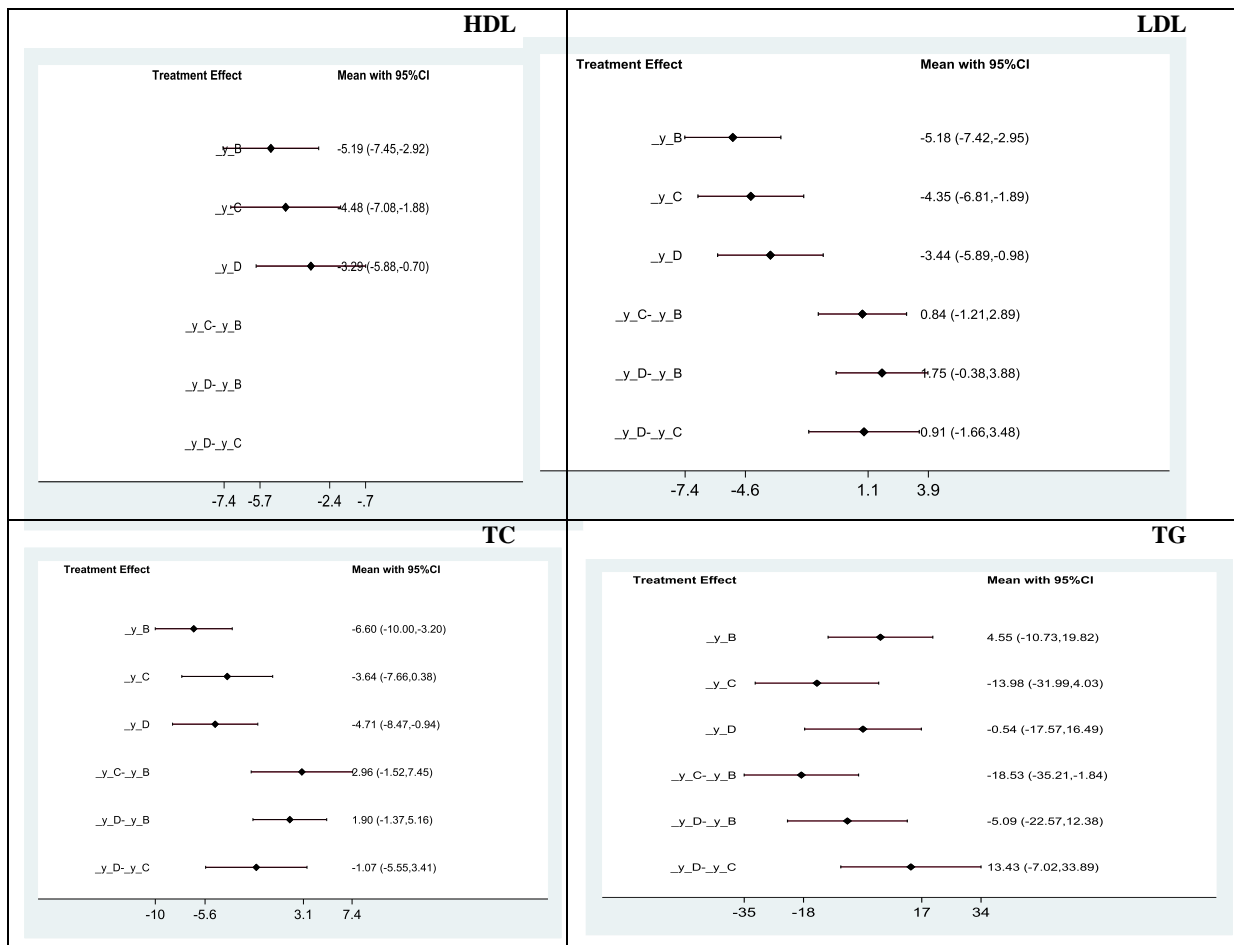 HDL
Treatment Effect Mean with 95%CI
_y_B -5.19 (-7.45,-2.92)
_y_C -4.48 (-7.08,-1.88)
_y_D -3.29 (-5.88,-0.70)
_y_C-_y_B
_y_D-_y_B
_y_D-_y_C
-7.4 -5.7 -2.4 -.7
LDL
Treatment Effect Mean with 95%CI
_y_B -5.18 (-7.42,-2.95)
_y_C -4.35 (-6.81,-1.89)
_y_D -3.44 (-5.89,-0.98)
_y_C-_y_B 0.84 (-1.21,2.89)
_y_D-_y_B 1.75 (-0.38,3.88)
_y_D-_y_C 0.91 (-1.66,3.48)
-7.4 -4.6 1.1 3.9
TC
Treatment Effect Mean with 95%CI
_y_B -6.60 (-10.00,-3.20)
_y_C -3.64 (-7.66,0.38)
_y_D -4.71 (-8.47,-0.94)
_y_C-_y_B 2.96 (-1.52,7.45)
_y_D-_y_B 1.90 (-1.37,5.16)
_y_D-_y_C -1.07 (-5.55,3.41)
-10 -5.6 3.1 7.4
TG
Treatment Effect Mean with 95%CI
_y_B 4.55 (-10.73,19.82)
_y_C -13.98 (-31.99,4.03)
_y_D -0.54 (-17.57,16.49)
_y_C-_y_B -18.53 (-35.21,-1.84)
_y_D-_y_B -5.09 (-22.57,12.38)
_y_D-_y_C 13.43 (-7.02,33.89)
-35 -18 17 34